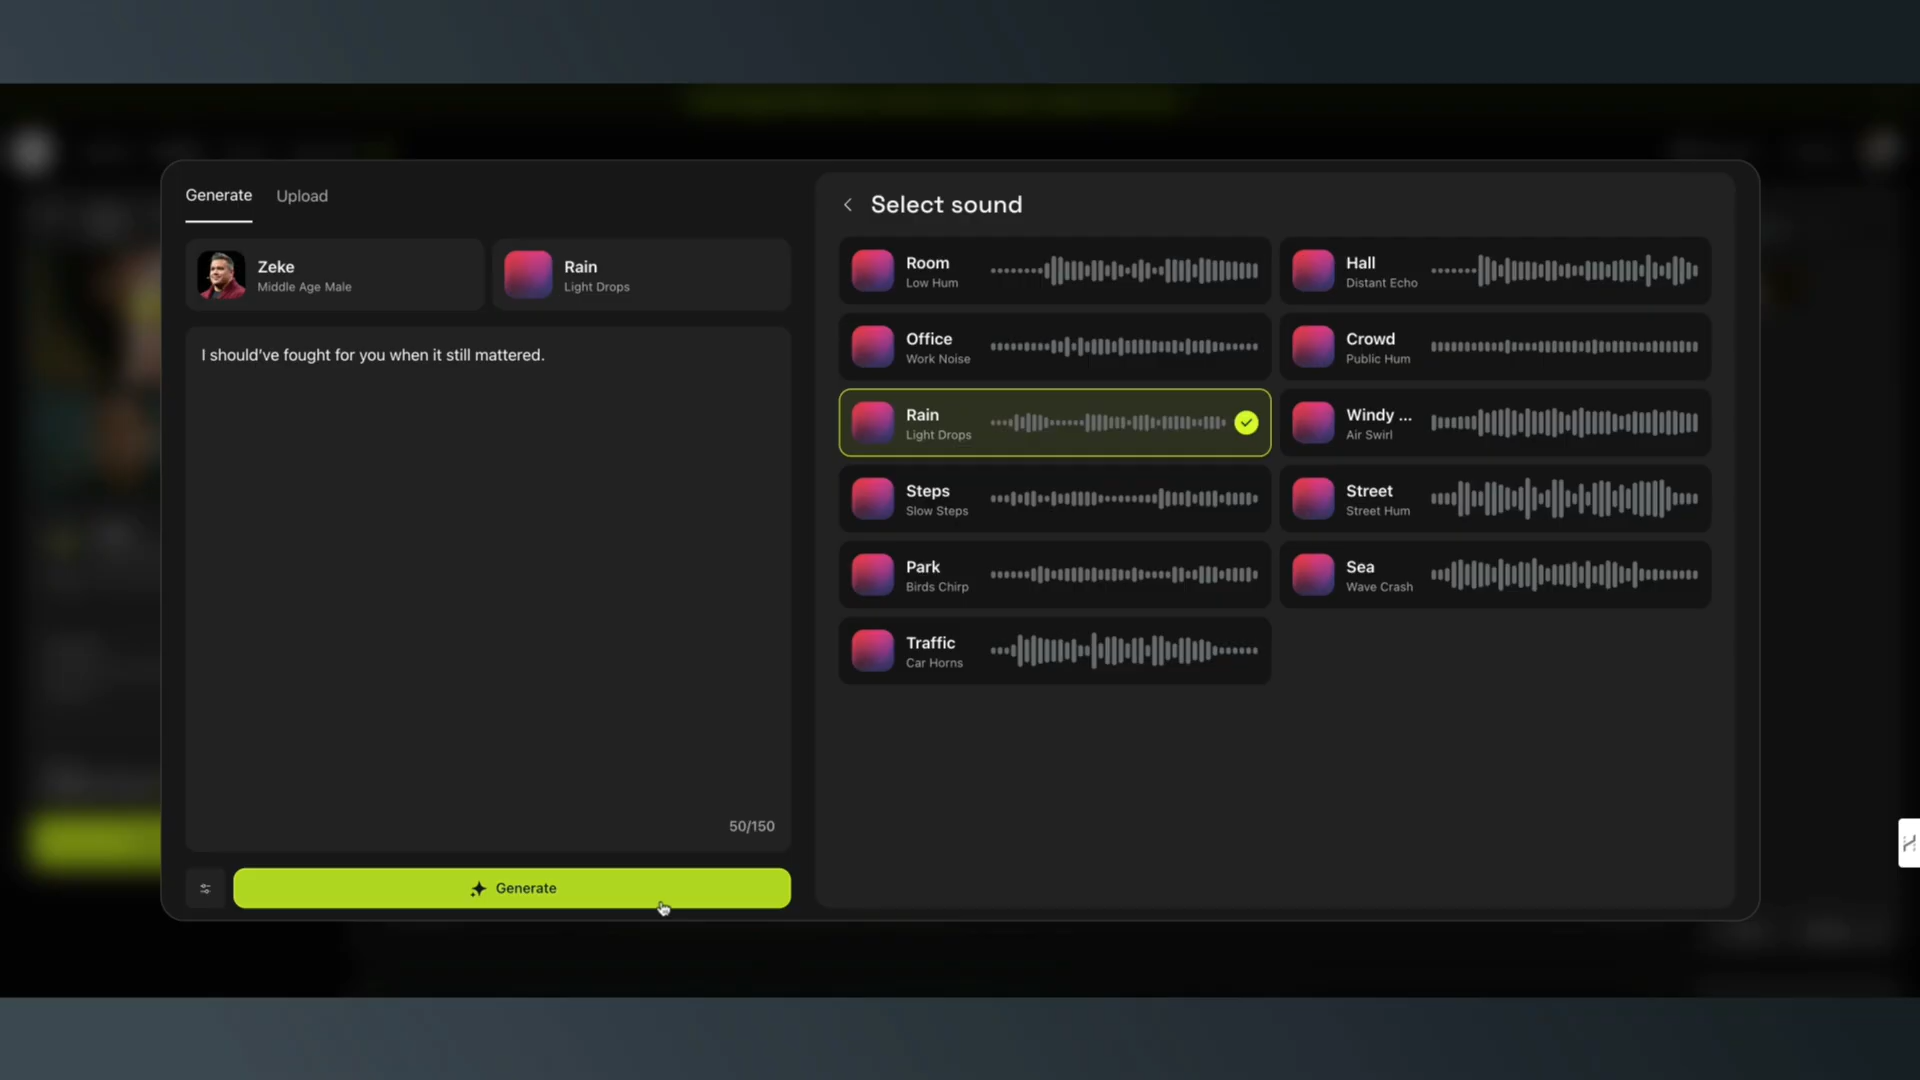 Generate
Upload
Zeke
Middle Age Male
Rain
Light Drops
I should've fought for you when it still mattered.
50/150
Generate
Select sound
Room
Low Hum
Hall
Distant Echo
Office
Work Noise
Crowd
Public Hum
Rain
Light Drops
Windy ...
Air Swirl
Steps
Slow Steps
Street
Street Hum
Park
Birds Chirp
Sea
Wave Crash
Traffic
Car Horns